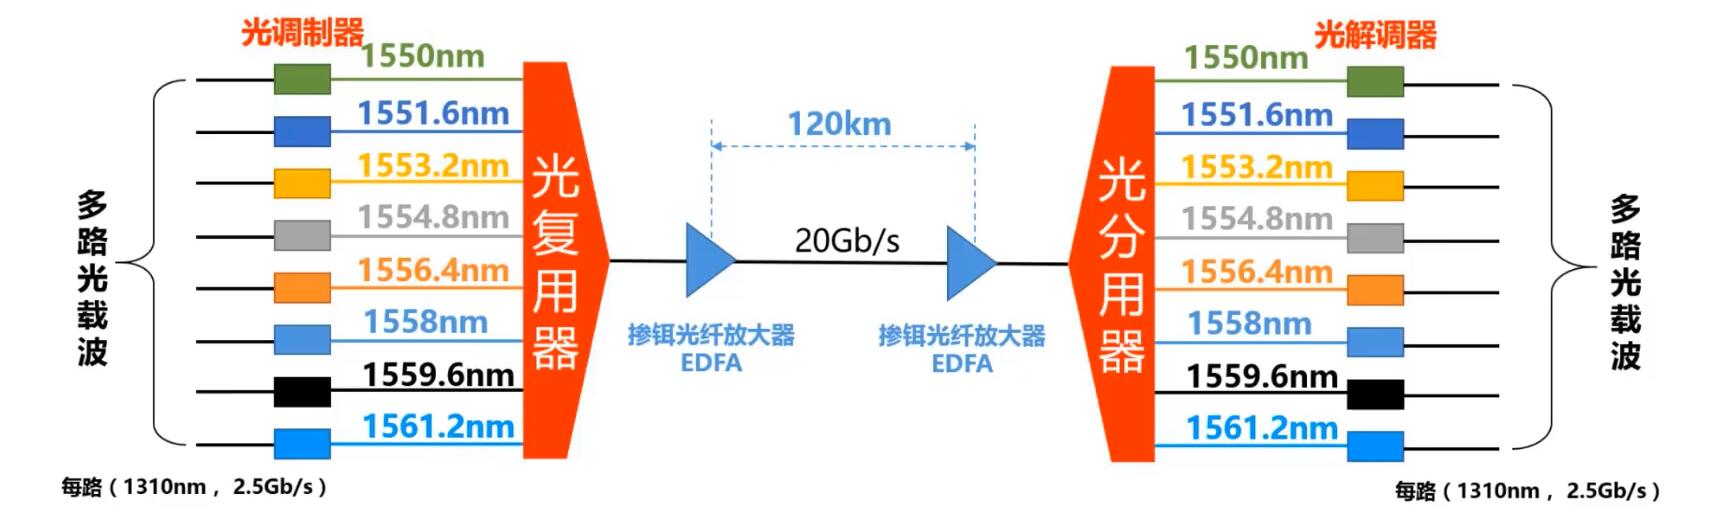 光调制器
1550nm
1551.6nm
1553.2nm
1554.8nm
1556.4nm
1558nm
1559.6nm
1561.2nm
多路光载波
每路（1310nm， 2.5Gb/s）
光复用器
120km
20Gb/s
掺铒光纤放大器
EDFA
掺铒光纤放大器
EDFA
光分用器
光解调器
1550nm
1551.6nm
1553.2nm
1554.8nm
1556.4nm
1558nm
1559.6nm
1561.2nm
多路光载波
每路（1310nm， 2.5Gb/s）